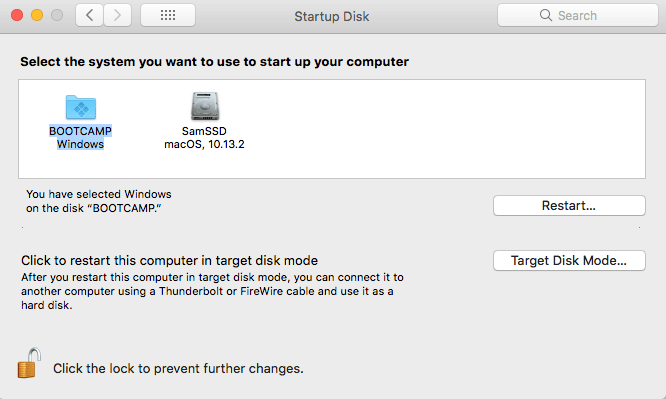 Startup Disk
Search
Select the system you want to use to start up your computer
BOOTCAMP
Windows
SamSSD
macOS, 10.13.2
You have selected Windows
on the disk “BOOTCAMP.”
Restart...
Click to restart this computer in target disk mode
After you restart this computer in target disk mode, you can connect it to
another computer using a Thunderbolt or FireWire cable and use it as a
hard disk.
Target Disk Mode...
Click the lock to prevent further changes.